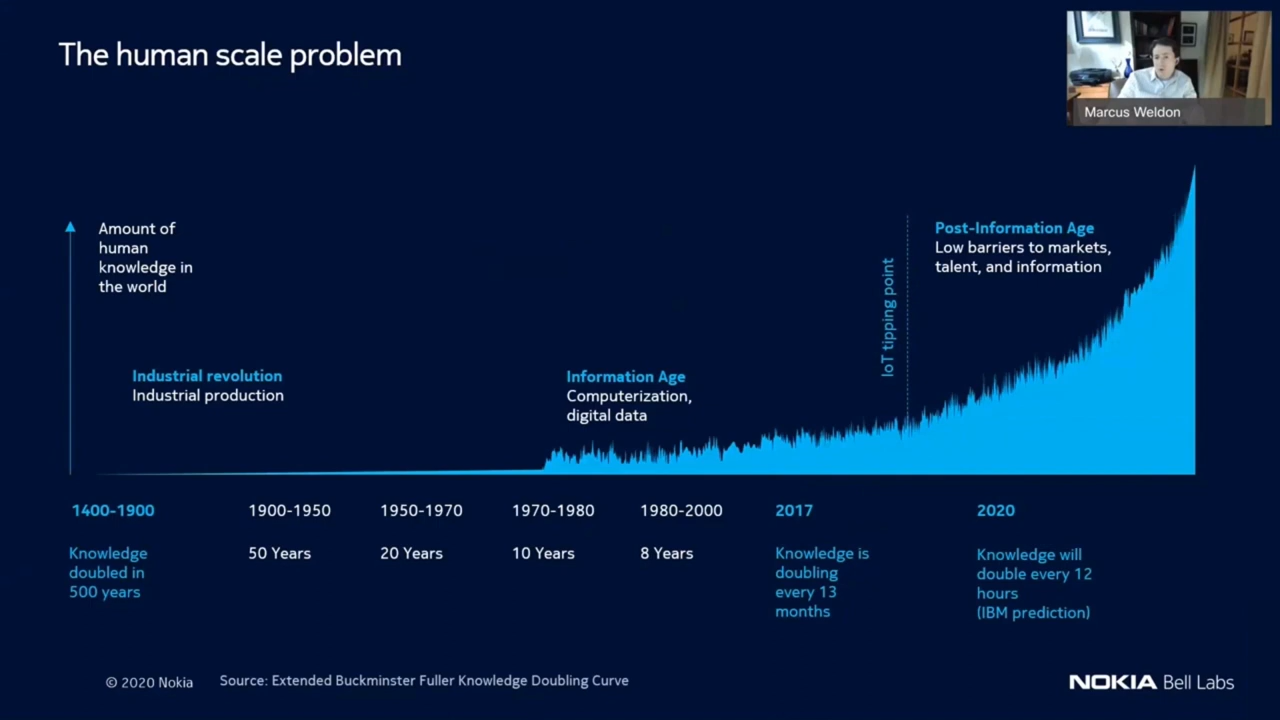 The human scale problem
Marcus Weldon
Amount of
human
knowledge in
the world
Industrial revolution
Industrial production
Information Age
Computerization,
digital data
IoT tipping point
Post-Information Age
Low barriers to markets,
talent, and information
1400-1900
Knowledge
doubled in
500 years
1900-1950
50 Years
1950-1970
20 Years
1970-1980
10 Years
1980-2000
8 Years
2017
Knowledge is
doubling
every 13
months
2020
Knowledge will
double every 12
hours
(IBM prediction)
© 2020 Nokia
Source: Extended Buckminster Fuller Knowledge Doubling Curve
NOKIA Bell Labs